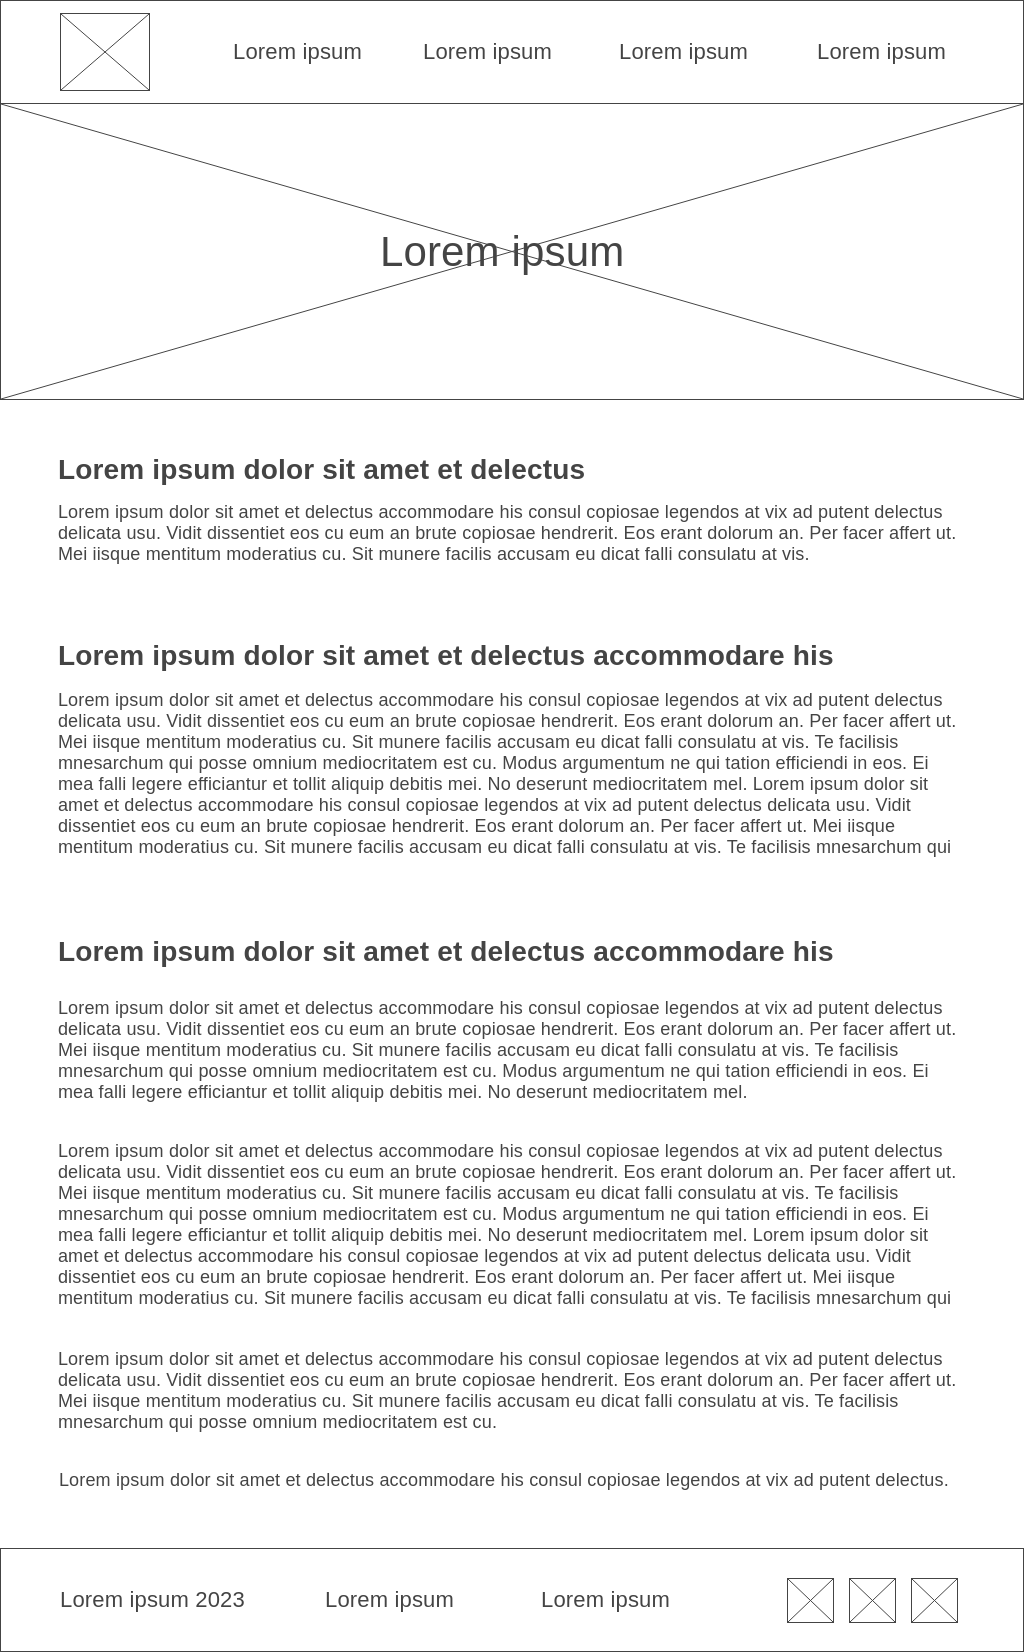 Lorem ipsum Lorem ipsum Lorem ipsum Lorem ipsum
Lorem ipsum
Lorem ipsum dolor sit amet et delectus
Lorem ipsum dolor sit amet et delectus accommodare his consul copiosae legendos at vix ad putent delectus
delicata usu. Vidit dissentiet eos cu eum an brute copiosae hendrerit. Eos erant dolorum an. Per facer affert ut.
Mei iisque mentitum moderatius cu. Sit munere facilis accusam eu dicat falli consulatu at vis.
Lorem ipsum dolor sit amet et delectus accommodare his
Lorem ipsum dolor sit amet et delectus accommodare his consul copiosae legendos at vix ad putent delectus
delicata usu. Vidit dissentiet eos cu eum an brute copiosae hendrerit. Eos erant dolorum an. Per facer affert ut.
Mei iisque mentitum moderatius cu. Sit munere facilis accusam eu dicat falli consulatu at vis. Te facilisis
mnesarchum qui posse omnium mediocritatem est cu. Modus argumentum ne qui tation efficiendi in eos. Ei
mea falli legere efficiantur et tollit aliquip debitis mei. No deserunt mediocritatem mel. Lorem ipsum dolor sit
amet et delectus accommodare his consul copiosae legendos at vix ad putent delectus delicata usu. Vidit
dissentiet eos cu eum an brute copiosae hendrerit. Eos erant dolorum an. Per facer affert ut. Mei iisque
mentitum moderatius cu. Sit munere facilis accusam eu dicat falli consulatu at vis. Te facilisis mnesarchum qui
Lorem ipsum dolor sit amet et delectus accommodare his
Lorem ipsum dolor sit amet et delectus accommodare his consul copiosae legendos at vix ad putent delectus
delicata usu. Vidit dissentiet eos cu eum an brute copiosae hendrerit. Eos erant dolorum an. Per facer affert ut.
Mei iisque mentitum moderatius cu. Sit munere facilis accusam eu dicat falli consulatu at vis. Te facilisis
mnesarchum qui posse omnium mediocritatem est cu. Modus argumentum ne qui tation efficiendi in eos. Ei
mea falli legere efficiantur et tollit aliquip debitis mei. No deserunt mediocritatem mel.
Lorem ipsum dolor sit amet et delectus accommodare his consul copiosae legendos at vix ad putent delectus
delicata usu. Vidit dissentiet eos cu eum an brute copiosae hendrerit. Eos erant dolorum an. Per facer affert ut.
Mei iisque mentitum moderatius cu. Sit munere facilis accusam eu dicat falli consulatu at vis. Te facilisis
mnesarchum qui posse omnium mediocritatem est cu. Modus argumentum ne qui tation efficiendi in eos. Ei
mea falli legere efficiantur et tollit aliquip debitis mei. No deserunt mediocritatem mel. Lorem ipsum dolor sit
amet et delectus accommodare his consul copiosae legendos at vix ad putent delectus delicata usu. Vidit
dissentiet eos cu eum an brute copiosae hendrerit. Eos erant dolorum an. Per facer affert ut. Mei iisque
mentitum moderatius cu. Sit munere facilis accusam eu dicat falli consulatu at vis. Te facilisis mnesarchum qui
Lorem ipsum dolor sit amet et delectus accommodare his consul copiosae legendos at vix ad putent delectus
delicata usu. Vidit dissentiet eos cu eum an brute copiosae hendrerit. Eos erant dolorum an. Per facer affert ut.
Mei iisque mentitum moderatius cu. Sit munere facilis accusam eu dicat falli consulatu at vis. Te facilisis
mnesarchum qui posse omnium mediocritatem est cu.
Lorem ipsum dolor sit amet et delectus accommodare his consul copiosae legendos at vix ad putent delectus.
Lorem ipsum 2023 Lorem ipsum Lorem ipsum